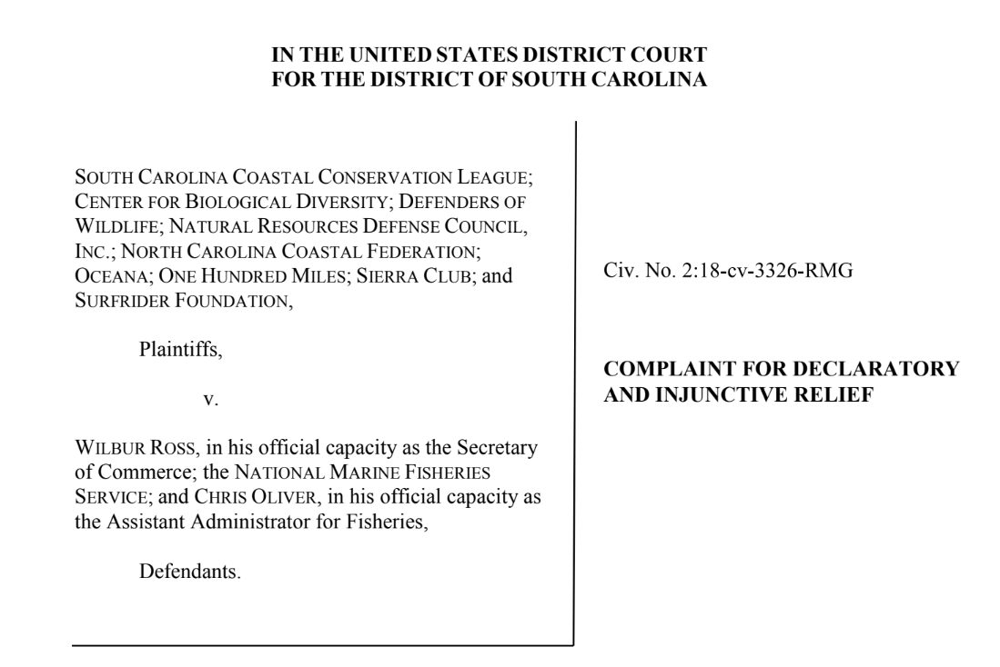 IN THE UNITED STATES DISTRICT COURT
FOR THE DISTRICT OF SOUTH CAROLINA
SOUTH CAROLINA COASTAL CONSERVATION LEAGUE;
CENTER FOR BIOLOGICAL DIVERSITY; DEFENDERS OF
WILDLIFE; NATURAL RESOURCES DEFENSE COUNCIL,
INC.; NORTH CAROLINA COASTAL FEDERATION;
OCEANA; ONE HUNDRED MILES; SIERRA CLUB; and
SURFRIDER FOUNDATION,
Plaintiffs,
v.
WILBUR ROSS, in his official capacity as the Secretary
of Commerce; the NATIONAL MARINE FISHERIES
SERVICE; and CHRIS OLIVER, in his official capacity as
the Assistant Administrator for Fisheries,
Defendants.
Civ. No. 2:18-cv-3326-RMG
COMPLAINT FOR DECLARATORY
AND INJUNCTIVE RELIEF